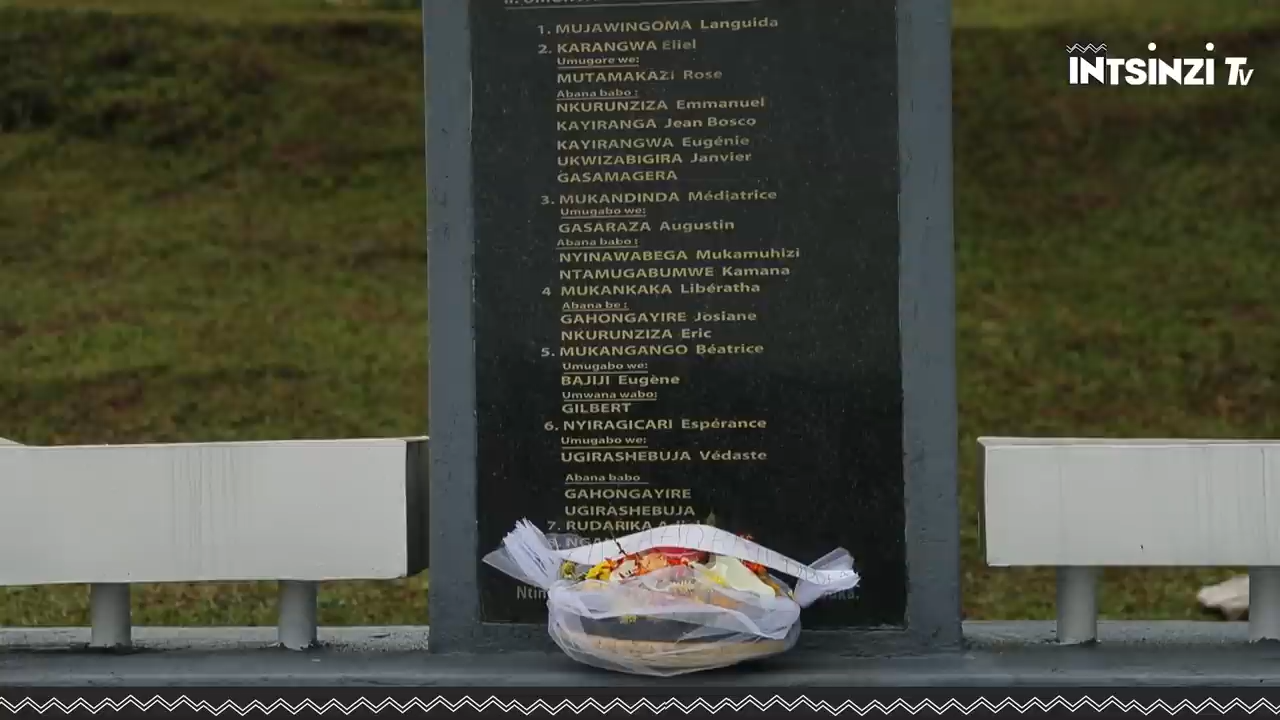 1. MUJAWINGOMA Languida
INTSINZI Tv
2. KARANGWA Eliel
Umugore we:
MUTAMAKAZI Rose
Abana babo :
NKURUNZIZA Emmanuel
KAYIRANGA Jean Bosco
KAYIRANGWA Eugénie
UKWIZABIGIRA Janvier
GASAMAGERA
3. MUKANDINDA Médiatrice
Umugabo we:
GASARAZA Augustin
Abana babo :
NYINAWABEGA Mukamuhizi
NTAMUGABUMWE Kamana
4 MUKANKAKA Libératha
Abana be :
GAHONGAYIRE Josiane
NKURUNZIZA Eric
5. MUKANGANGO Béatrice
Umugabo we:
BAJIJI Eugène
Umwana wabo:
GILBERT
6. NYIRAGICARI Espérance
Umugabo we:
UGIRASHEBUJA Védaste
Abana babo
GAHONGAYIRE
UGIRASHEBUJA
7. RUDARIKA